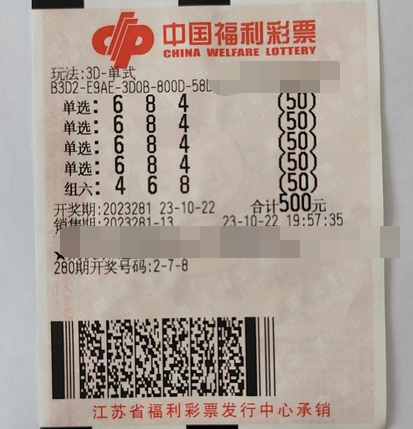 中国福利彩票
CHINA WELFARE LOTTERY
玩法:3D-单式
B3D2-E9AE-3D0B-800D-58
单选: 6 8 4 (50)
单选: 6 8 4 (50)
单选: 6 8 4 (50)
单选: 6 8 4 (50)
组六: 4 6 8 (50)
开奖期:2023281 23-10-22 合计500元
销售期:2023281-13 23-10-22 19:57:35
280期开奖号码:2-7-8
江苏省福利彩票发行中心承销